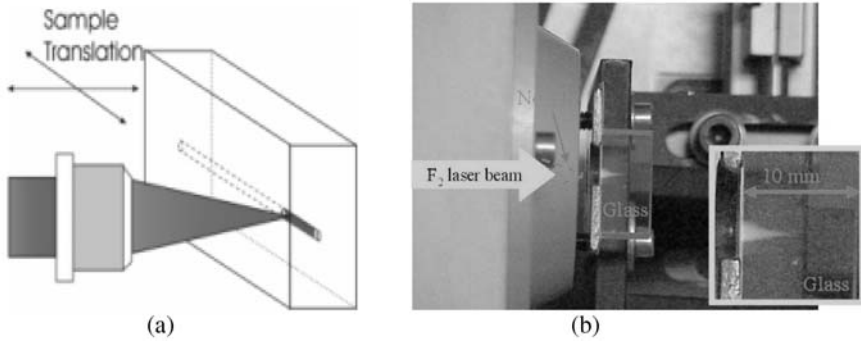 Sample
Translation
F₂ laser beam
Glass
10 mm
Glass
(a)
(b)